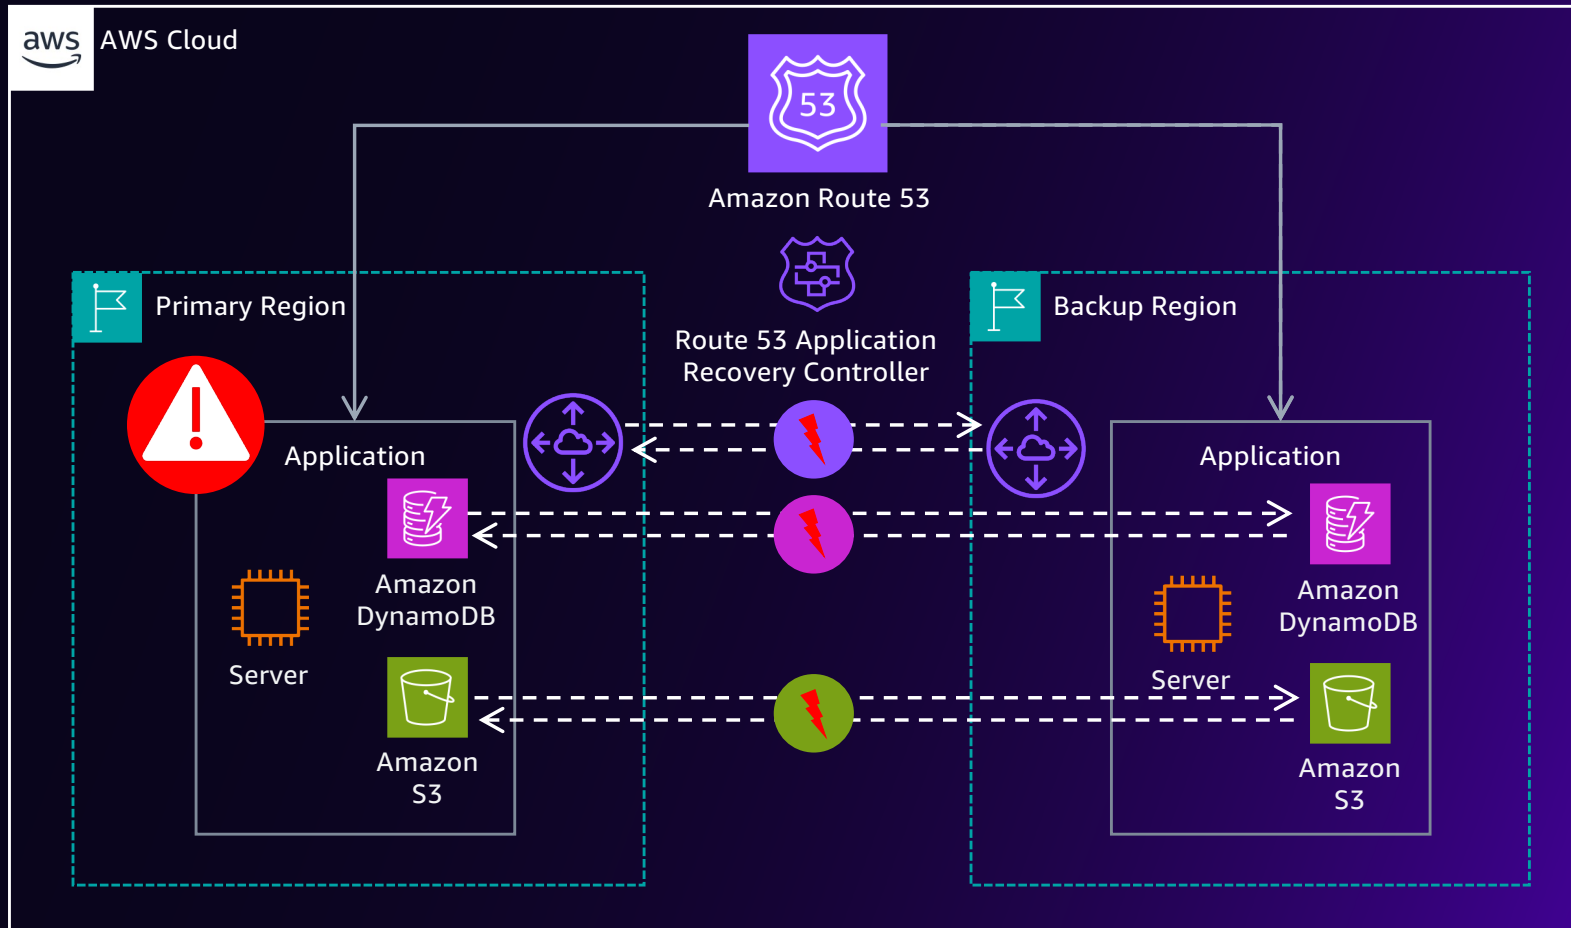 aws
AWS Cloud
53
Amazon Route 53
Route 53 Application
Recovery Controller
Primary Region
Application
Amazon
DynamoDB
Server
Amazon
S3
Backup Region
Application
Amazon
DynamoDB
Server
Amazon
S3